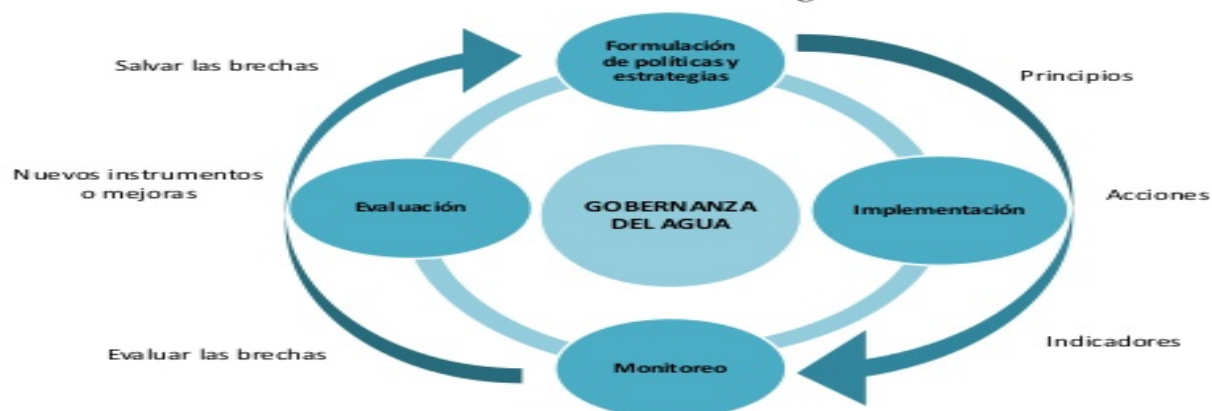 Formulación
de políticas y
estrategias
Salvar las brechas
Principios
Nuevos instrumentos
o mejoras
Evaluación
GOBERNANZA
DEL AGUA
Implementación
Acciones
Evaluar las brechas
Monitoreo
Indicadores